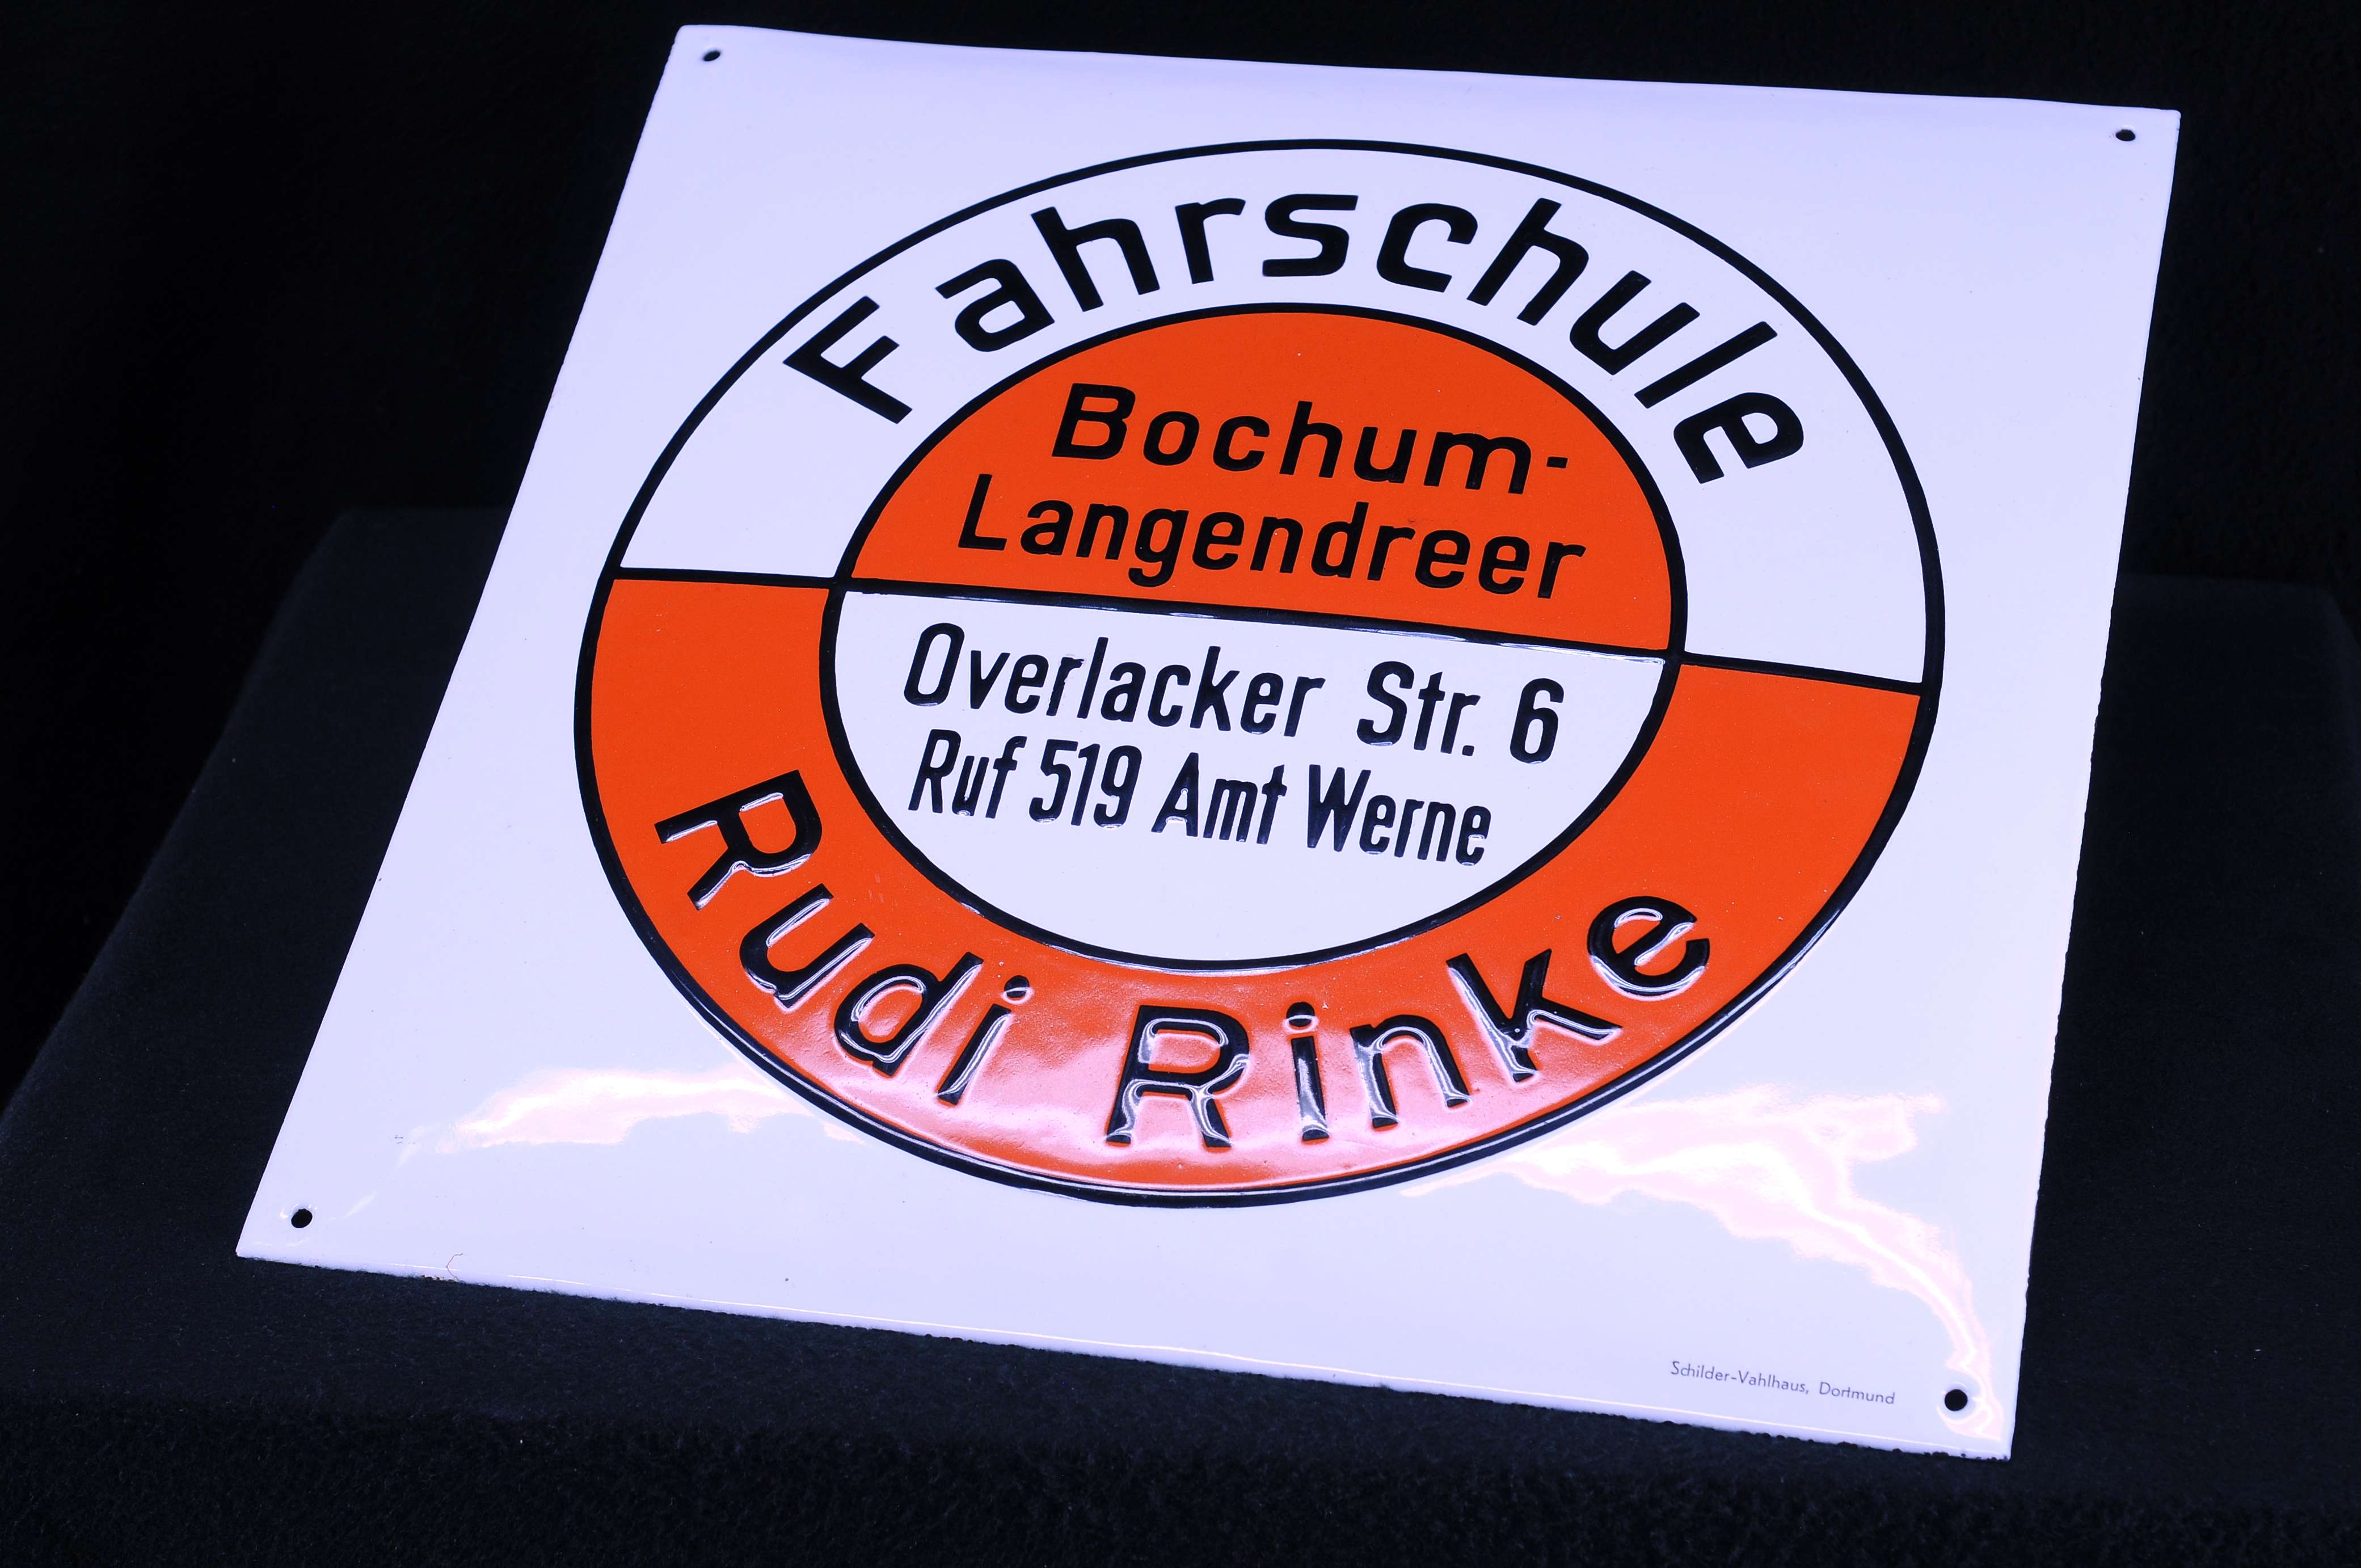 Fahrschule
Bochum-
Langendreer
Overlacker Str. 6
Ruf 519 Amt Werne
Rudi Rinke
Schilder-Vahlhaus, Dortmund